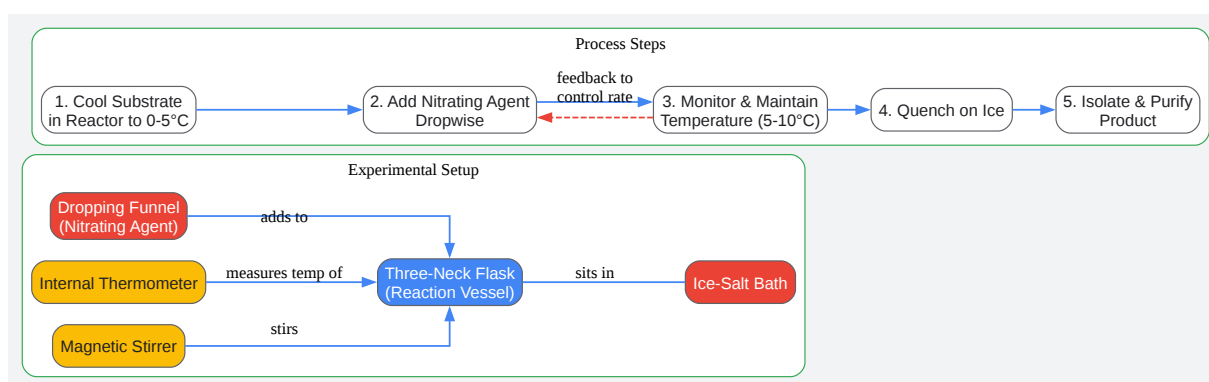 Process Steps
feedback to
control rate
1. Cool Substrate
in Reactor to 0-5°C
2. Add Nitrating Agent
Dropwise
3. Monitor & Maintain
Temperature (5-10°C)
4. Quench on Ice
5. Isolate & Purify
Product
Experimental Setup
Dropping Funnel
(Nitrating Agent)
adds to
Internal Thermometer
measures temp of
Three-Neck Flask
(Reaction Vessel)
sits in
Ice-Salt Bath
stirs
Magnetic Stirrer